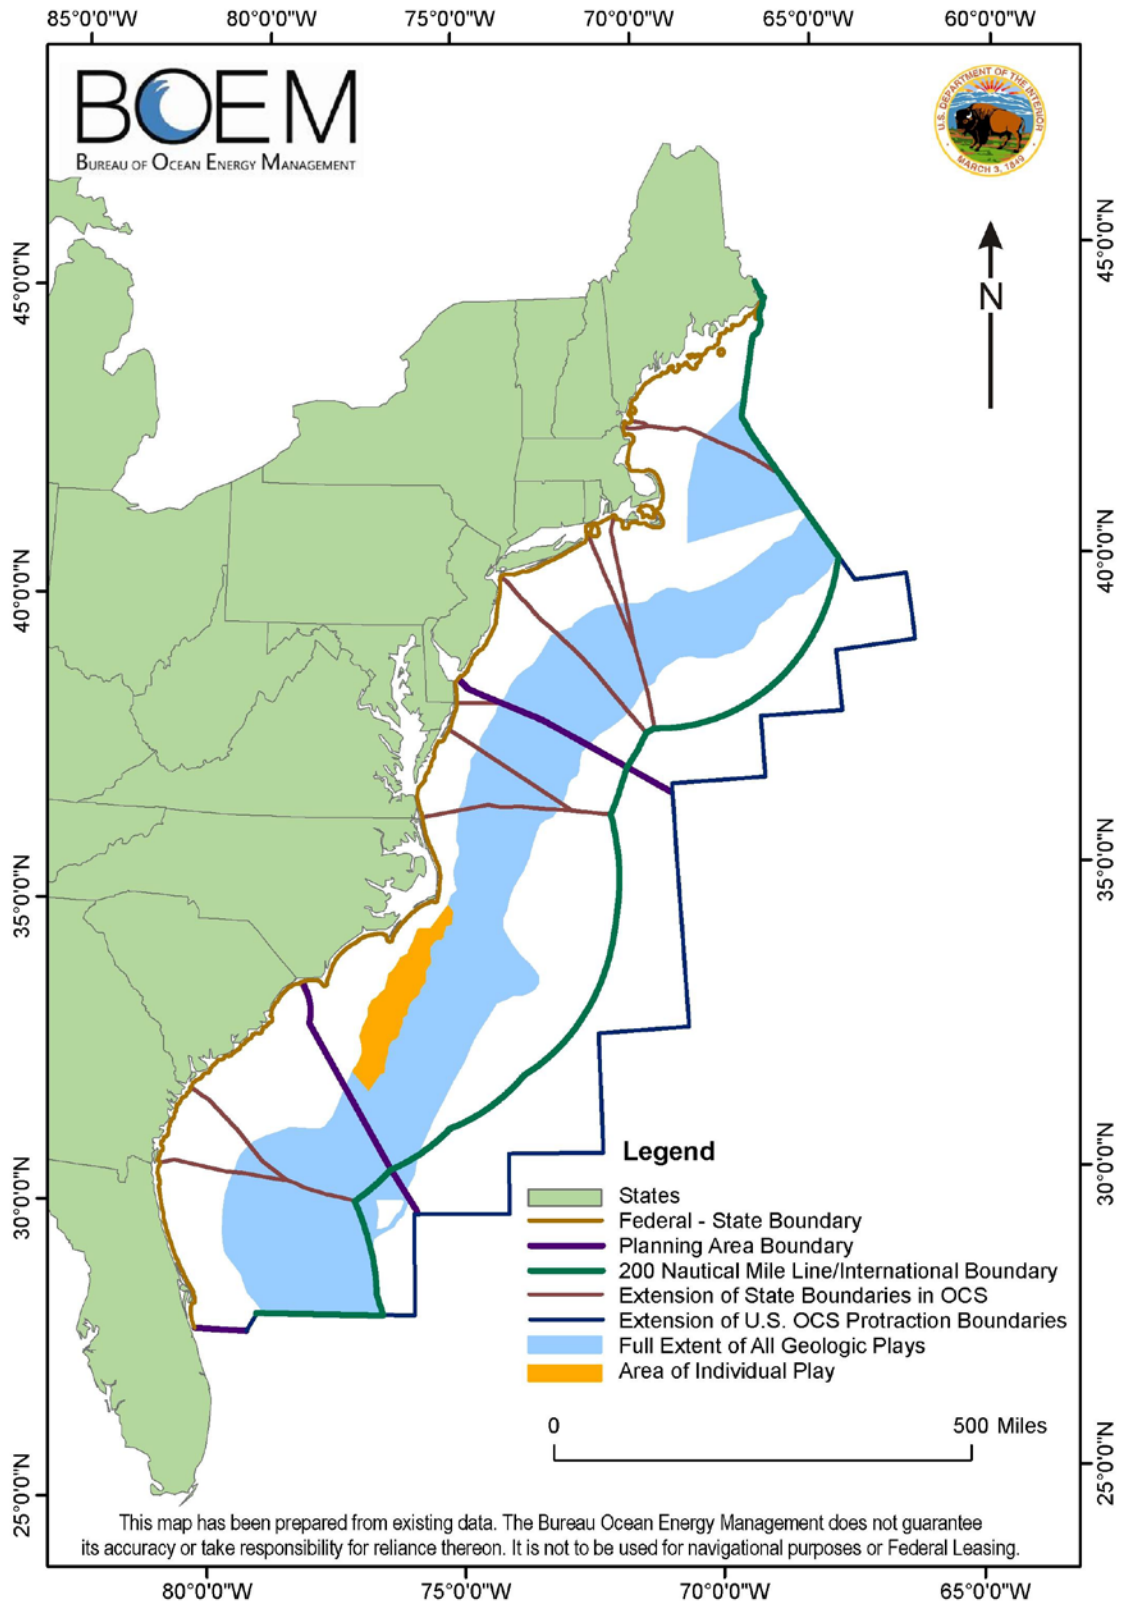 85°0'0"W 80°0'0"W 75°0'0"W 70°0'0"W 65°0'0"W 60°0'0"W
BOEM
BUREAU OF OCEAN ENERGY MANAGEMENT
U.S. DEPARTMENT OF THE INTERIOR
MARCH 3, 1849
N
45°0'0"N
40°0'0"N
35°0'0"N
30°0'0"N
25°0'0"N
45°0'0"N
40°0'0"N
35°0'0"N
30°0'0"N
25°0'0"N
Legend
States
Federal - State Boundary
Planning Area Boundary
200 Nautical Mile Line/International Boundary
Extension of State Boundaries in OCS
Extension of U.S. OCS Protraction Boundaries
Full Extent of All Geologic Plays
Area of Individual Play
0 500 Miles
This map has been prepared from existing data. The Bureau Ocean Energy Management does not guarantee
its accuracy or take responsibility for reliance thereon. It is not to be used for navigational purposes or Federal Leasing.
80°0'0"W 75°0'0"W 70°0'0"W 65°0'0"W